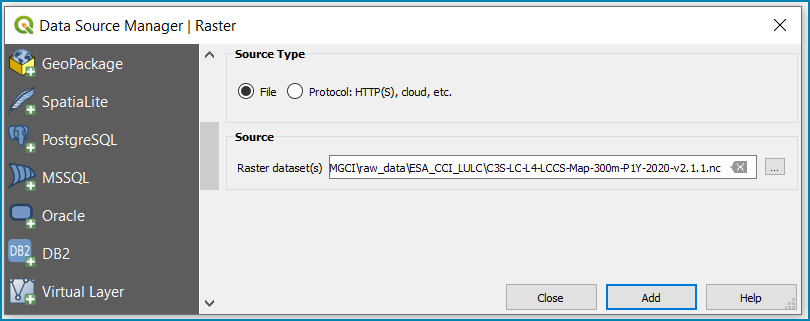 Data Source Manager | Raster
GeoPackage
SpatiaLite
PostgreSQL
MSSQL
Oracle
DB2
DB2
Virtual Layer
Source Type
File
Protocol: HTTP(S), cloud, etc.
Source
Raster dataset(s)
MGCI\raw_data\ESA_CCI_LULC\C3S-LC-L4-LCCS-Map-300m-P1Y-2020-v2.1.1.nc
...
Close
Add
Help